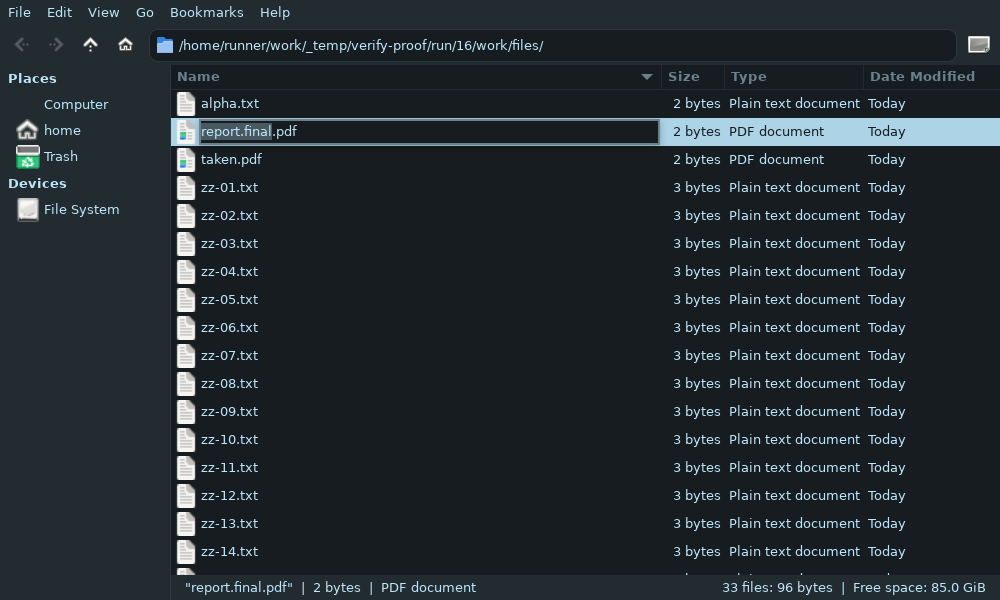 File Edit View Go Bookmarks Help
/home/runner/work/_temp/verify-proof/run/16/work/files/
Places
Computer
home
Trash
Devices
File System
Name Size Type Date Modified
alpha.txt 2 bytes Plain text document Today
report.final.pdf 2 bytes PDF document Today
taken.pdf 2 bytes PDF document Today
zz-01.txt 3 bytes Plain text document Today
zz-02.txt 3 bytes Plain text document Today
zz-03.txt 3 bytes Plain text document Today
zz-04.txt 3 bytes Plain text document Today
zz-05.txt 3 bytes Plain text document Today
zz-06.txt 3 bytes Plain text document Today
zz-07.txt 3 bytes Plain text document Today
zz-08.txt 3 bytes Plain text document Today
zz-09.txt 3 bytes Plain text document Today
zz-10.txt 3 bytes Plain text document Today
zz-11.txt 3 bytes Plain text document Today
zz-12.txt 3 bytes Plain text document Today
zz-13.txt 3 bytes Plain text document Today
zz-14.txt 3 bytes Plain text document Today
"report.final.pdf" | 2 bytes | PDF document 33 files: 96 bytes | Free space: 85.0 GiB